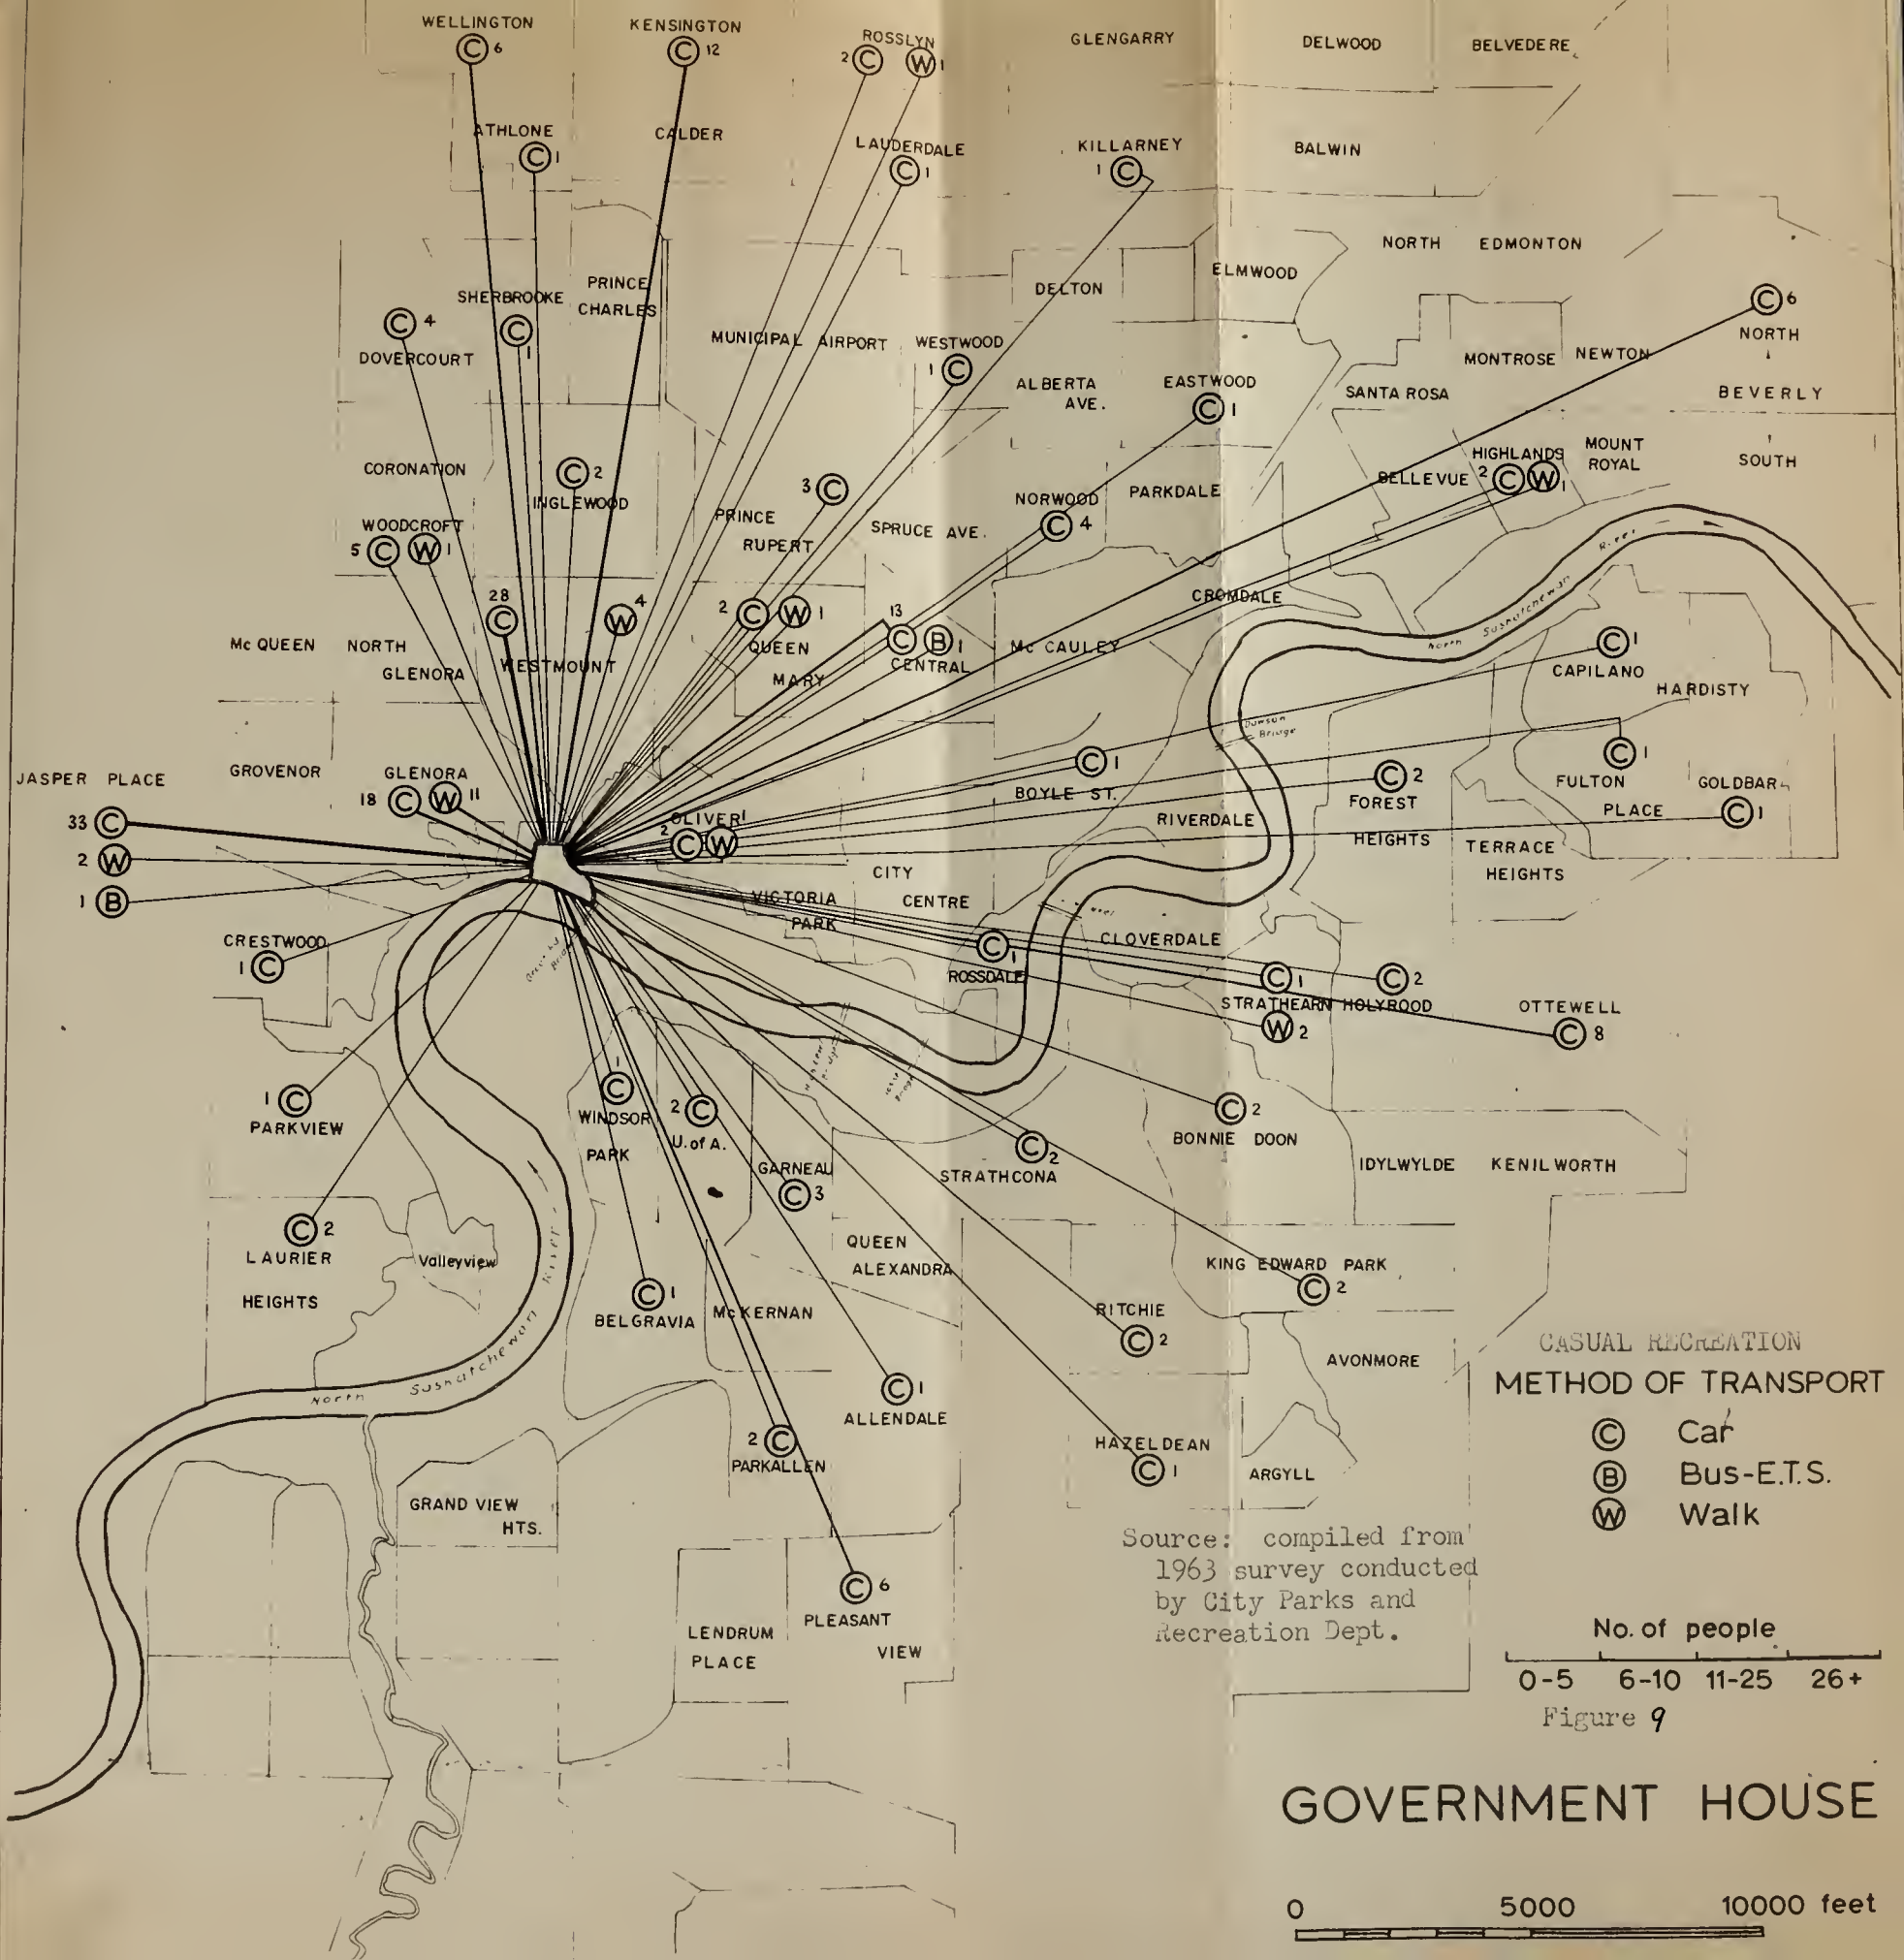 WELLINGTON
C 6
KENSINGTON
C 12
ROSSLYN
2 C W 1
GLENGARRY
DELWOOD
BELVEDERE
ATHLONE
C 1
CALDER
LAUDERDALE
C 1
KILLARNEY
1 C
BALWIN
NORTH EDMONTON
ELMWOOD
DELTON
PRINCE
CHARLES
SHERBROOKE
C 1
C 4
DOVERCOURT
MUNICIPAL AIRPORT
WESTWOOD
1 C
ALBERTA
AVE.
EASTWOOD
C 1
SANTA ROSA
MONTROSE
NEWTON
C 6
NORTH
BEVERLY
SOUTH
CORONATION
C 2
INGLEWOOD
3 C
PRINCE
RUPERT
SPRUCE AVE.
NORWOOD
C 4
PARKDALE
BELLEVUE
HIGHLANDS
2 C W 1
MOUNT
ROYAL
WOODCROFT
5 C W 1
28
C
W 4
WESTMOUNT
2 C W 1
QUEEN
MARY
13
C B 1
CENTRAL
Mc CAULEY
CROMDALE
River
North Saskatchewan
Mc QUEEN
NORTH
GLENORA
C 1
CAPILANO
HARDISTY
Dawson
Bridge
JASPER PLACE
33 C
2 W
1 B
GROVENOR
GLENORA
18 C W 11
OLIVER
2 C W 1
C 1
BOYLE ST.
RIVERDALE
C 2
FOREST
HEIGHTS
C 1
FULTON
PLACE
GOLDBAR
C 1
TERRACE
HEIGHTS
CITY
CENTRE
VICTORIA
PARK
CRESTWOOD
1 C
Bridge
C 1
ROSSDALE
CLOVERDALE
C 1
STRATHEARN
W 2
C 2
HOLYROOD
OTTEWELL
C 8
1 C
PARKVIEW
1
C
WINDSOR
PARK
2 C
U. of A.
GARNEAU
C 3
C 2
STRATHCONA
C 2
BONNIE DOON
IDYLWYLDE
KENILWORTH
C 2
LAURIER
HEIGHTS
Valleyview
River
North Saskatchewan
C 1
BELGRAVIA
McKERNAN
QUEEN
ALEXANDRA
KING EDWARD PARK
C 2
RITCHIE
C 2
AVONMORE
C 1
ALLENDALE
2 C
PARKALLEN
HAZELDEAN
C 1
ARGYLL
GRAND VIEW
HTS.
C 6
PLEASANT
VIEW
LENDRUM
PLACE
CASUAL RECREATION
METHOD OF TRANSPORT
C Car
B Bus-E.T.S.
W Walk
Source: compiled from
1963 survey conducted
by City Parks and
Recreation Dept.
No. of people
0-5 6-10 11-25 26+
Figure 9
GOVERNMENT HOUSE
0 5000 10000 feet